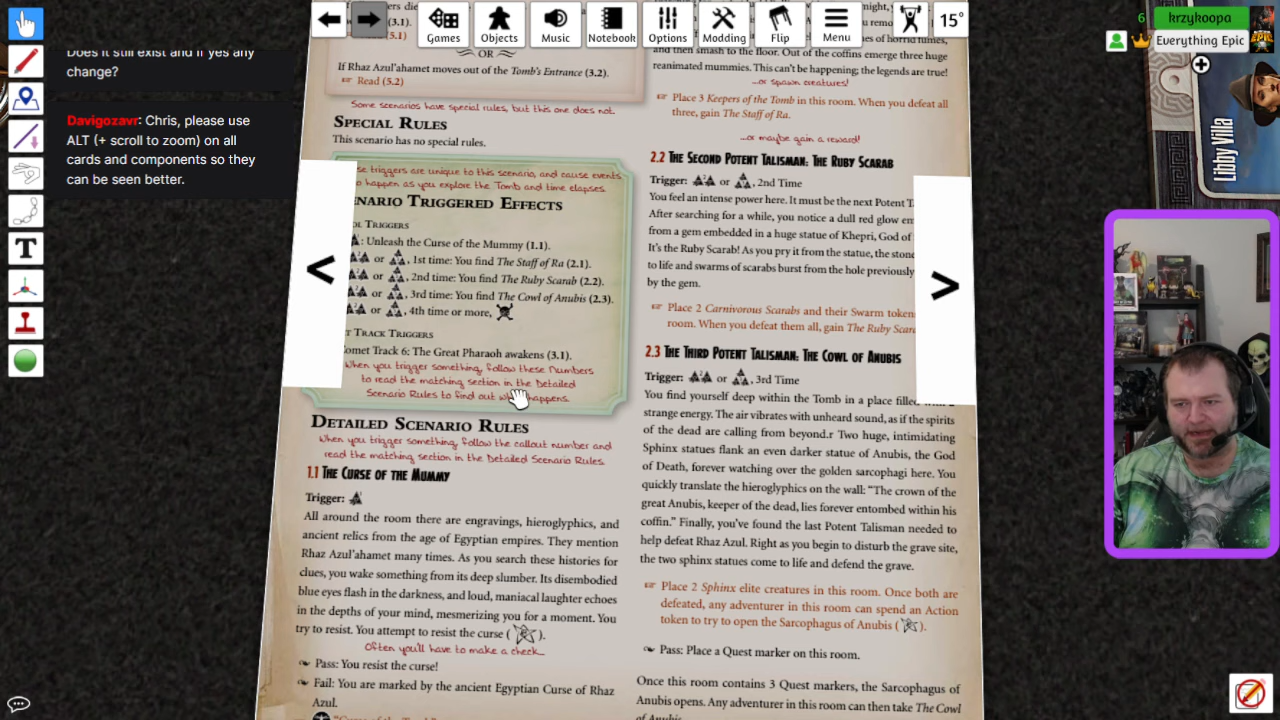 Games
Objects
Music
Notebook
Options
Modding
Flip
Menu
15°
6
krzykoopa
Everything Epic
Libby Villa
Does it still exist and if yes any
change?
Davigozavr: Chris, please use
ALT (+ scroll to zoom) on all
cards and components so they
can be seen better.
T
(3.1).
(5.1)
OR
If Rhaz Azul'ahamet moves out of the Tomb's Entrance (3.2).
Read (5.2)
Some scenarios have special rules, but this one does not.
SPECIAL RULES
This scenario has no special rules.
se triggers are unique to this scenario, and cause events
o happen as you explore the Tomb and time elapses.
ENARIO TRIGGERED EFFECTS
OL TRIGGERS
: Unleash the Curse of the Mummy (1.1).
or , 1st time: You find The Staff of Ra (2.1).
or , 2nd time: You find The Ruby Scarab (2.2).
or , 3rd time: You find The Cowl of Anubis (2.3).
or , 4th time or more,
T TRACK TRIGGERS
omet Track 6: The Great Pharaoh awakens (3.1).
When you trigger something, follow these numbers
to read the matching section in the Detailed
Scenario Rules to find out happens.
DETAILED SCENARIO RULES
When you trigger something, follow the callout number and
read the matching section in the Detailed Scenario Rules.
1.1 THE CURSE OF THE MUMMY
Trigger:
All around the room there are engravings, hieroglyphics, and
ancient relics from the age of Egyptian empires. They mention
Rhaz Azul'ahamet many times. As you search these histories for
clues, you wake something from its deep slumber. Its disembodied
blue eyes flash in the darkness, and loud, maniacal laughter echoes
in the depths of your mind, mesmerizing you for a moment. You
try to resist. You attempt to resist the curse ( ).
Often you'll have to make a check...
Pass: You resist the curse!
Fail: You are marked by the ancient Egyptian Curse of Rhaz
Azul.
of horrid fumes,
and then smash to the floor. Out of the coffins emerge three huge
reanimated mummies. This can't be happening; the legends are true!
...or spawn creatures!
Place 3 Keepers of the Tomb in this room. When you defeat all
three, gain The Staff of Ra.
...or maybe gain a reward!
2.2 THE SECOND POTENT TALISMAN: THE RUBY SCARAB
Trigger: or , 2nd Time
You feel an intense power here. It must be the next Potent T
After searching for a while, you notice a dull red glow em
from a gem embedded in a huge statue of Khepri, God of
It's the Ruby Scarab! As you pry it from the statue, the stone
to life and swarms of scarabs burst from the hole previously
by the gem.
Place 2 Carnivorous Scarabs and their Swarm token
room. When you defeat them all, gain The Ruby Scara
2.3 THE THIRD POTENT TALISMAN: THE COWL OF ANUBIS
Trigger: or , 3rd Time
You find yourself deep within the Tomb in a place filled with a
strange energy. The air vibrates with unheard sound, as if the spirits
of the dead are calling from beyond.r Two huge, intimidating
Sphinx statues flank an even darker statue of Anubis, the God
of Death, forever watching over the golden sarcophagi here. You
quickly translate the hieroglyphics on the wall: “The crown of the
great Anubis, keeper of the dead, lies forever entombed within his
coffin.” Finally, you've found the last Potent Talisman needed to
help defeat Rhaz Azul. Right as you begin to disturb the grave site,
the two sphinx statues come to life and defend the grave.
Place 2 Sphinx elite creatures in this room. Once both are
defeated, any adventurer in this room can spend an Action
token to try to open the Sarcophagus of Anubis ( ).
Pass: Place a Quest marker on this room.
Once this room contains 3 Quest markers, the Sarcophagus of
Anubis opens. Any adventurer in this room can then take The Cowl
of Anubis.